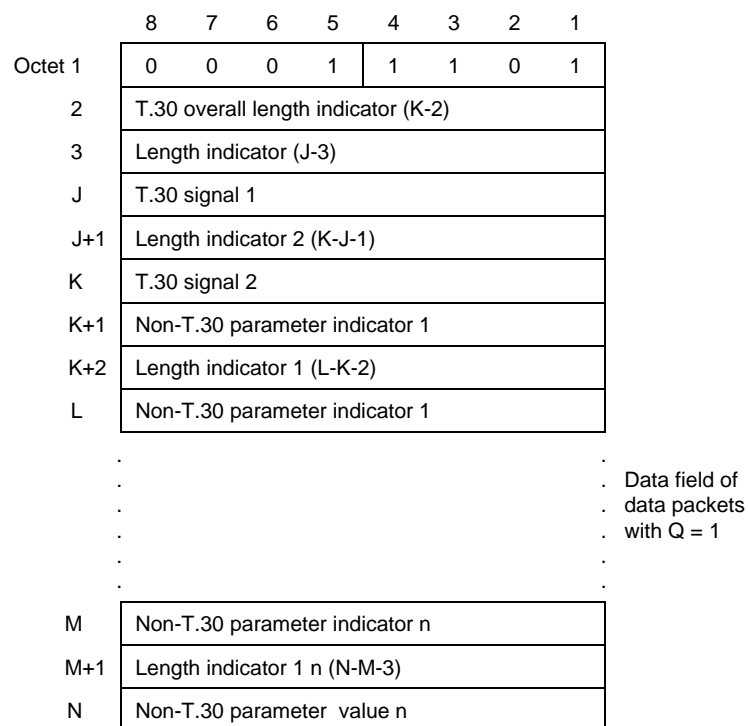 8 7 6 5 4 3 2 1
Octet 1 0 0 0 1 1 1 0 1
2 T.30 overall length indicator (K-2)
3 Length indicator (J-3)
J T.30 signal 1
J+1 Length indicator 2 (K-J-1)
K T.30 signal 2
K+1 Non-T.30 parameter indicator 1
K+2 Length indicator 1 (L-K-2)
L Non-T.30 parameter indicator 1
. .
. . Data field of
. . data packets
. . with Q = 1
. .
. .
M Non-T.30 parameter indicator n
M+1 Length indicator 1 n (N-M-3)
N Non-T.30 parameter value n